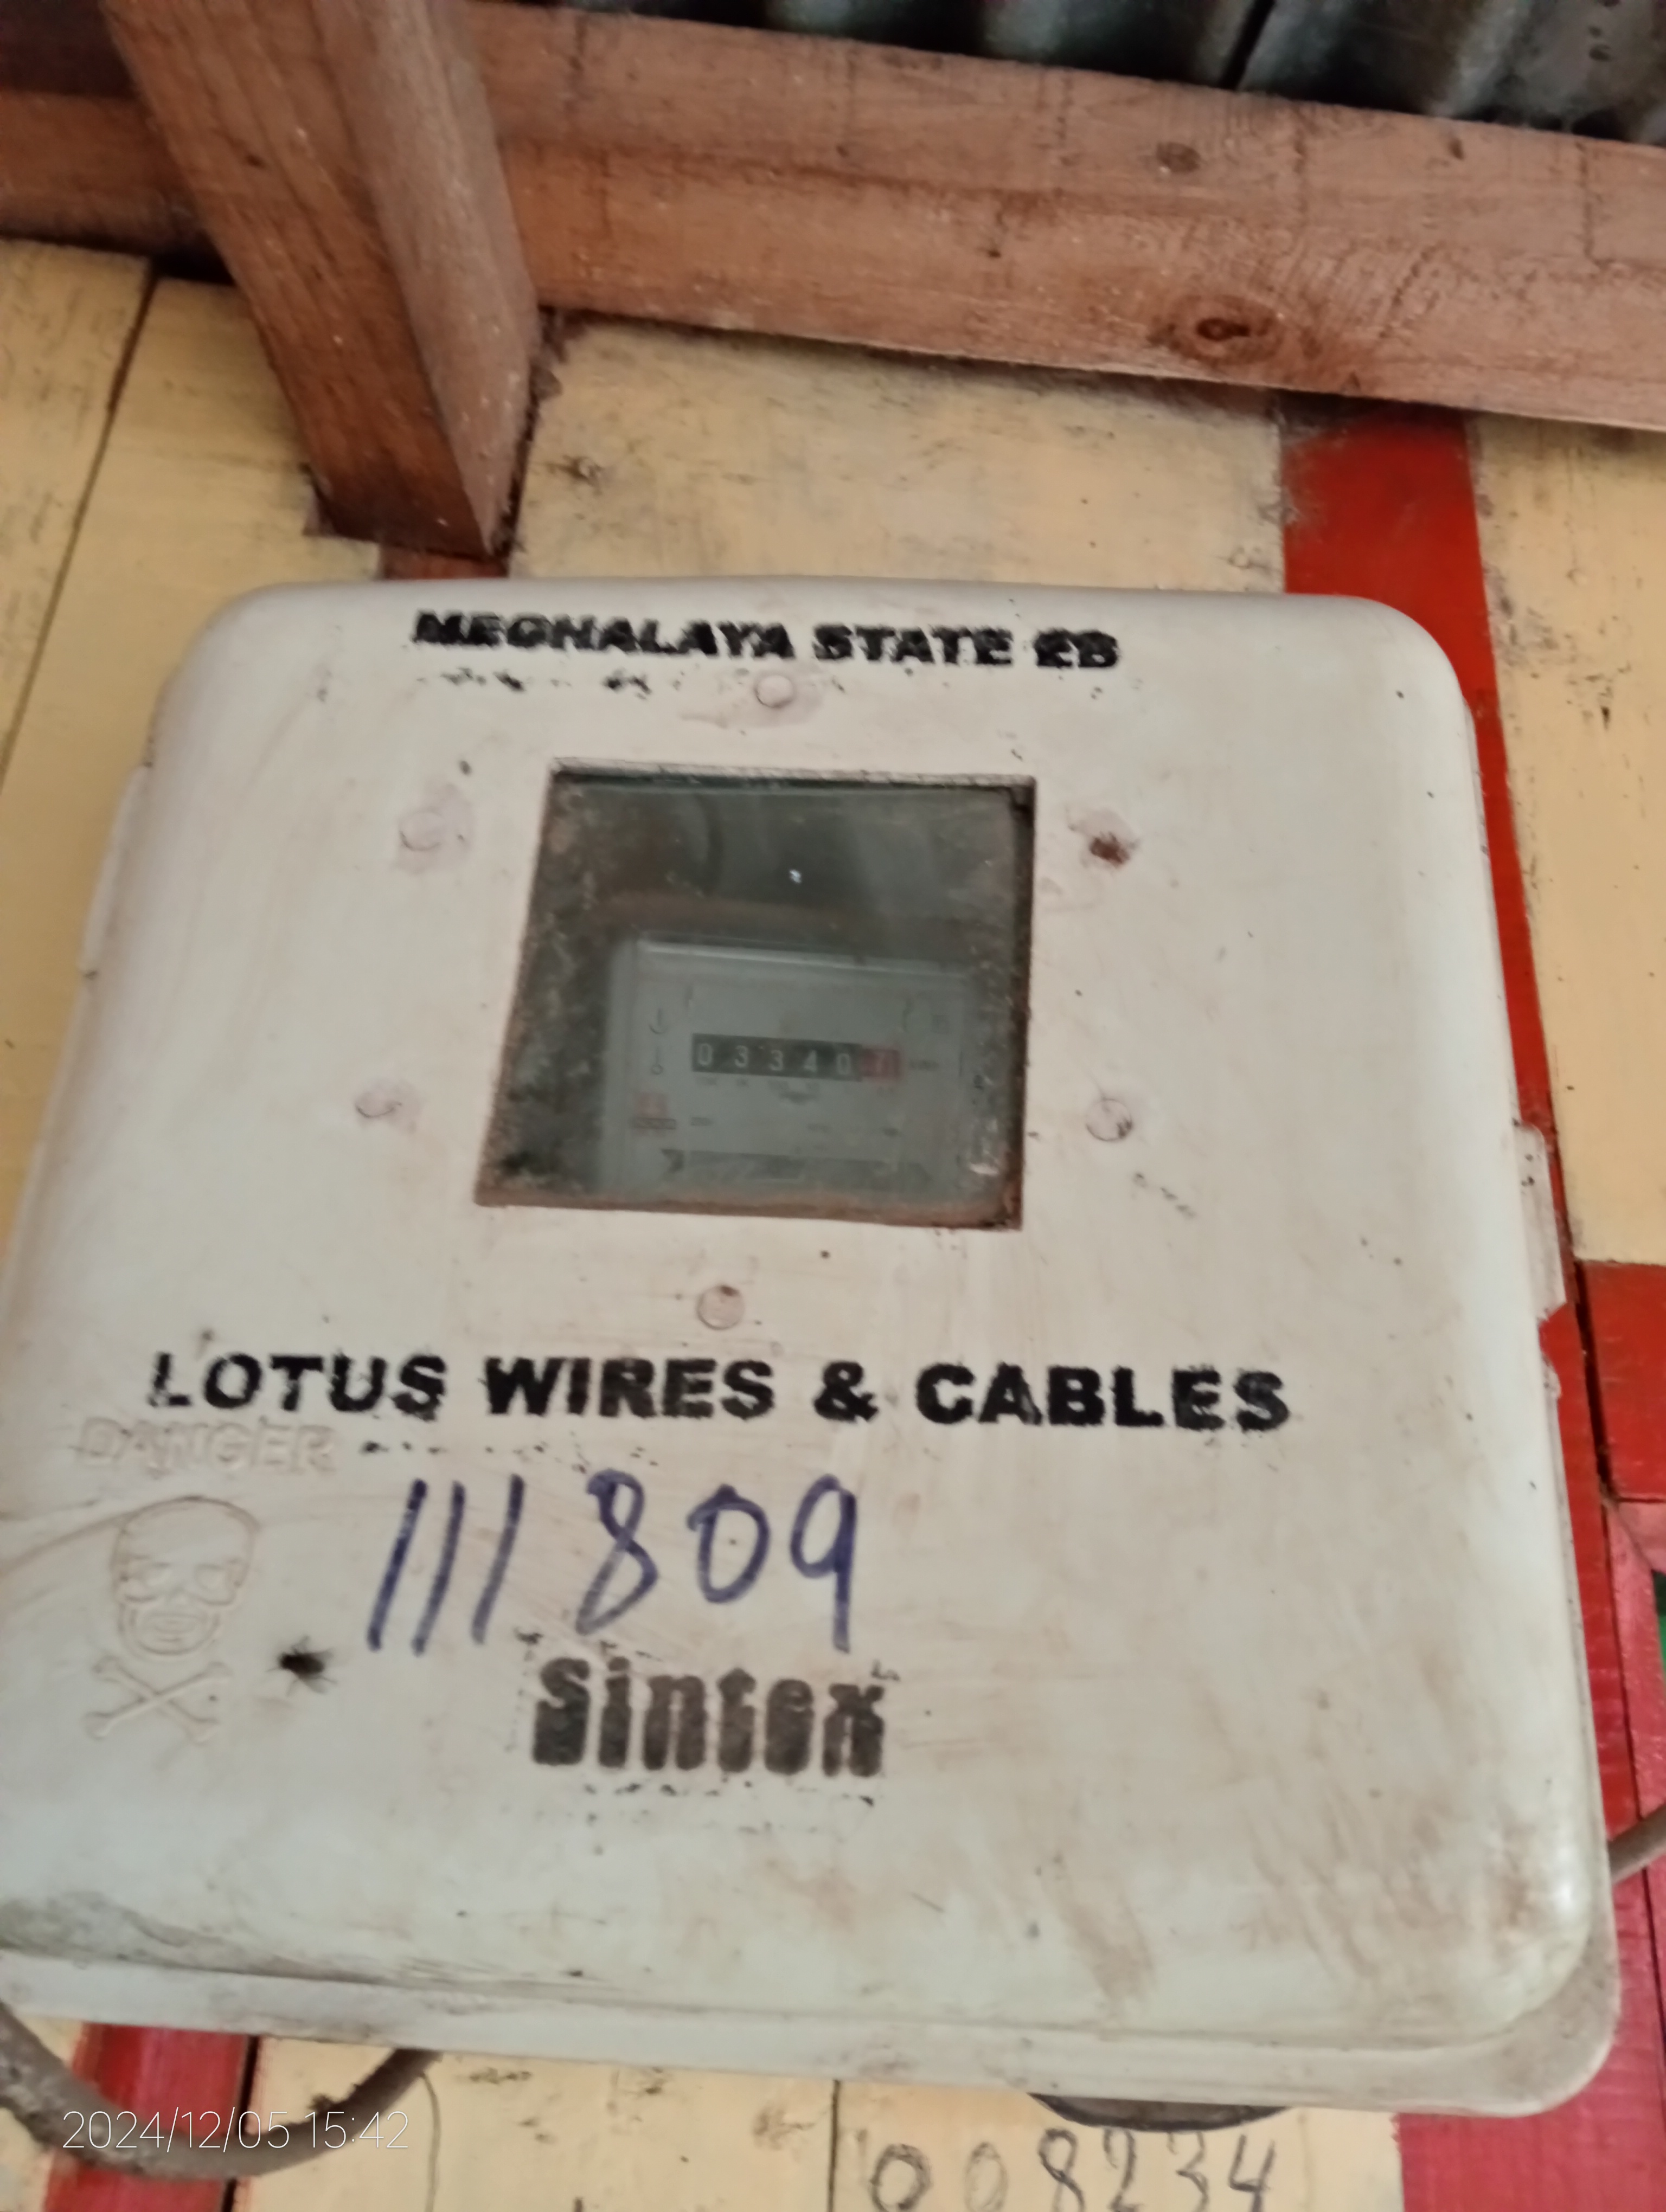 MEGHALAYA STATE EB
03340
LOTUS WIRES & CABLES
DANGER
111809
Sintex
2024/12/05 15:42
008234